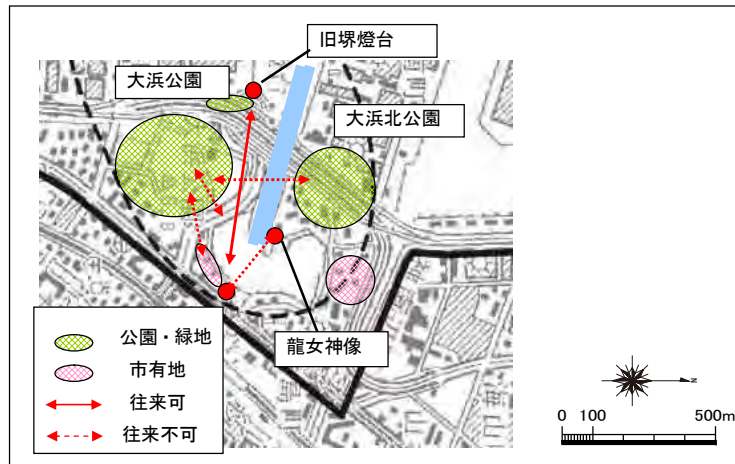 旧堺燈台
大浜公園
大浜北公園
龍女神像
公園・緑地
市有地
往来可
往来不可
N
0 100 500m